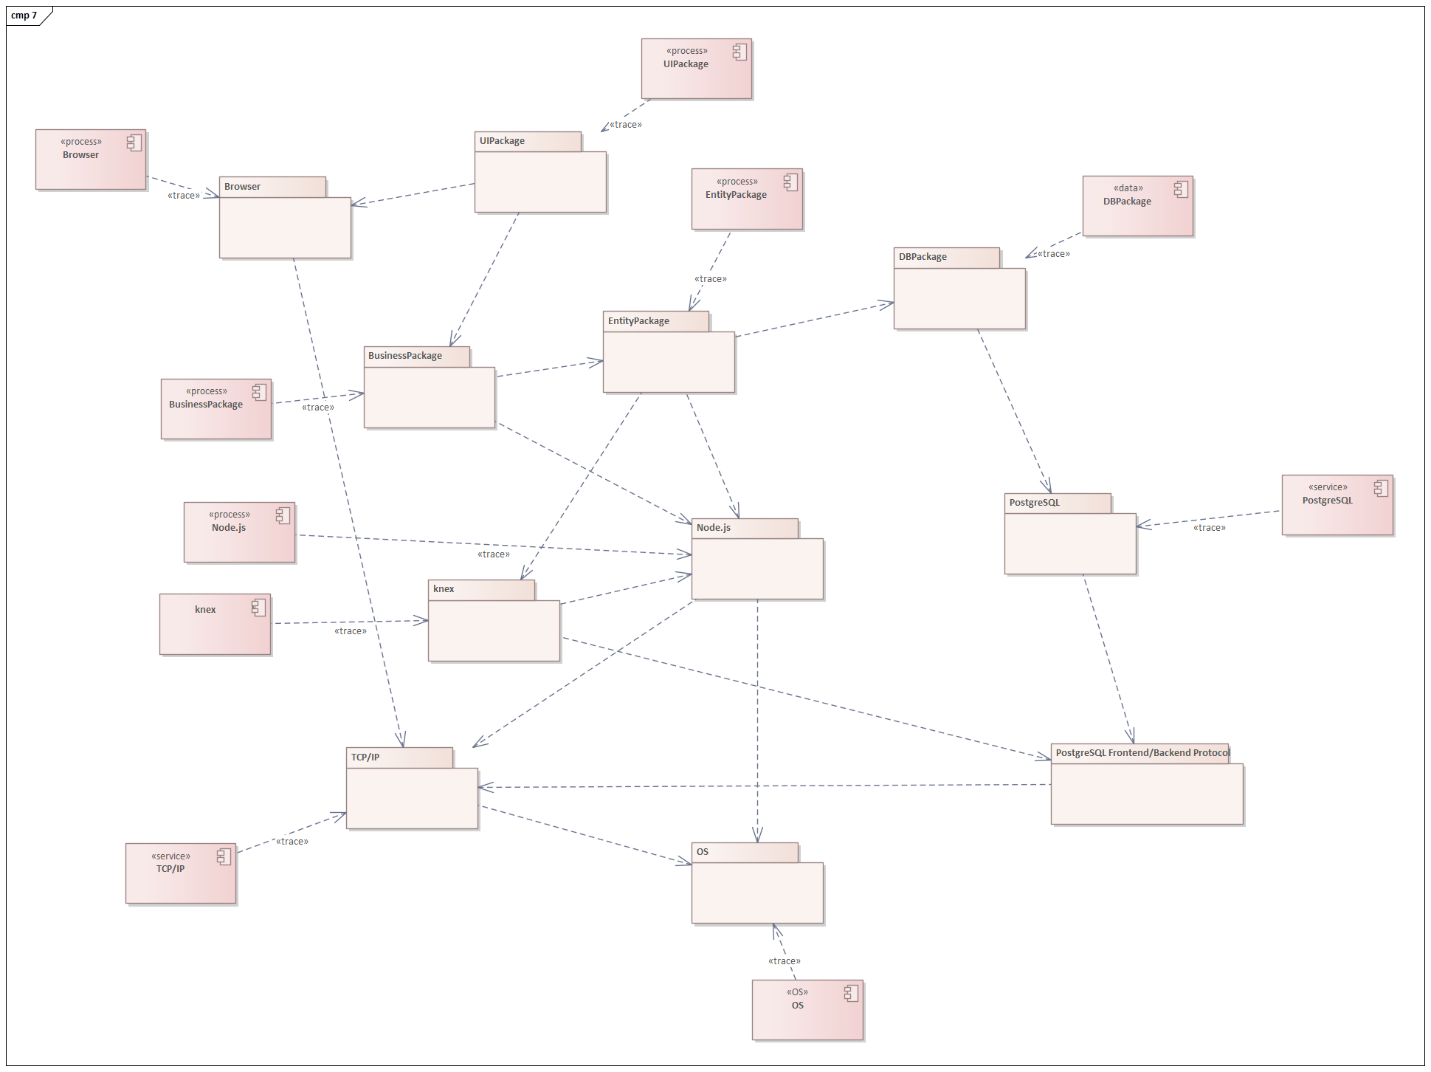 cmp 7
«process»
UIPackage
«trace»
«process»
Browser
UIPackage
«trace»
Browser
«process»
EntityPackage
«data»
DBPackage
«trace»
DBPackage
«trace»
EntityPackage
BusinessPackage
«process»
BusinessPackage
«trace»
«service»
PostgreSQL
PostgreSQL
«trace»
«process»
Node.js
Node.js
«trace»
knex
knex
«trace»
TCP/IP
PostgreSQL Frontend/Backend Protocol
«trace»
«service»
TCP/IP
OS
«trace»
«OS»
OS